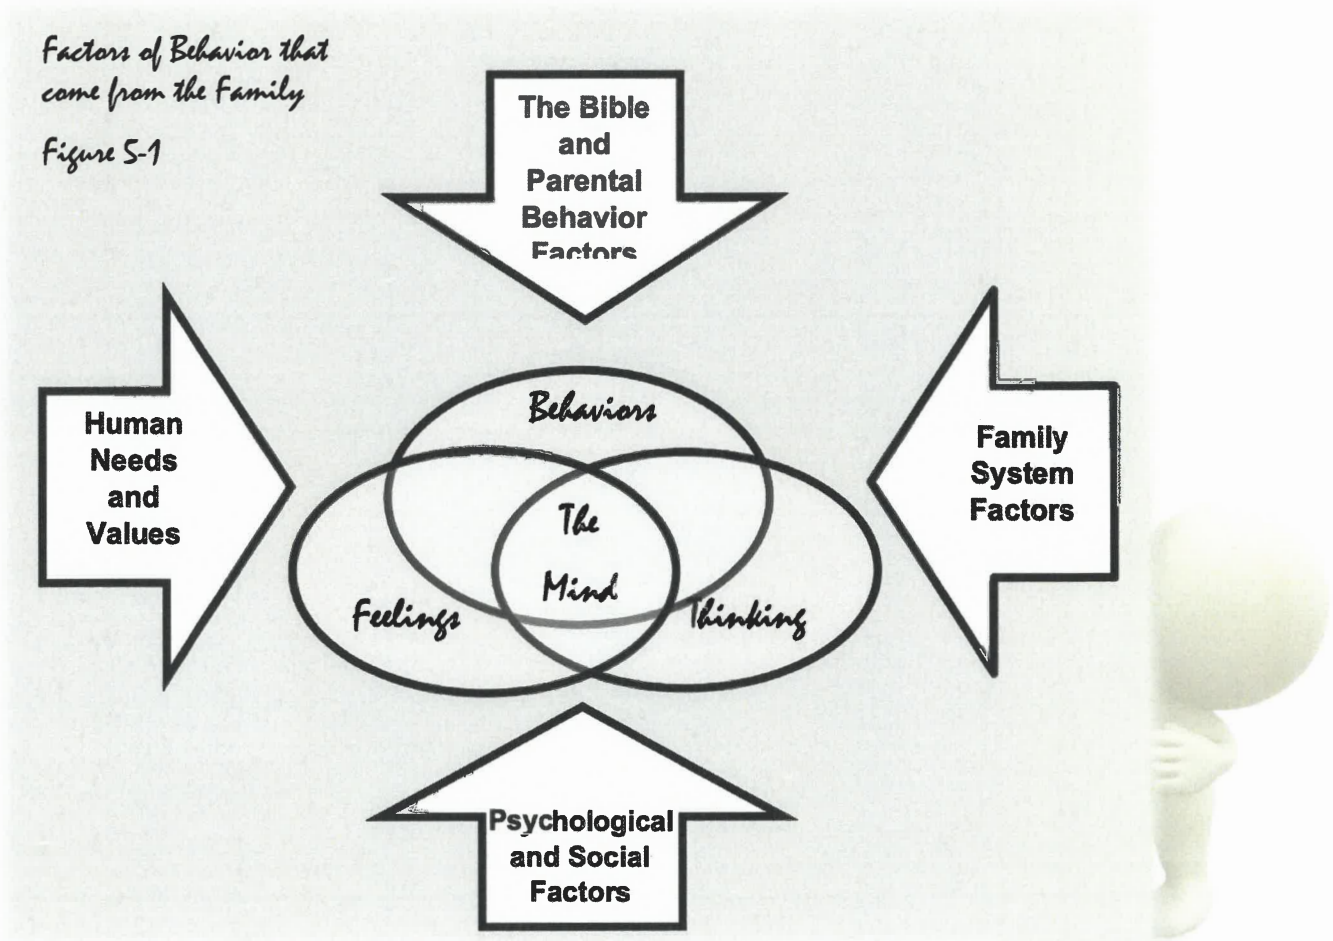 Factors of Behavior that
come from the Family
Figure 5-1
The Bible
and
Parental
Behavior
Factors
Human
Needs
and
Values
Behaviors
Family
System
Factors
The
Mind
Feelings
Thinking
Psychological
and Social
Factors